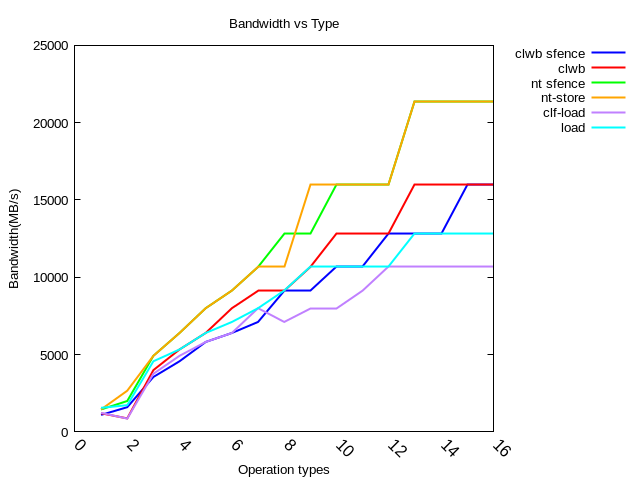 Bandwidth vs Type
25000
20000
15000
10000
5000
0
Bandwidth(MB/s)
0 2 4 6 8 10 12 14 16
Operation types
clwb sfence
clwb
nt sfence
nt-store
clf-load
load